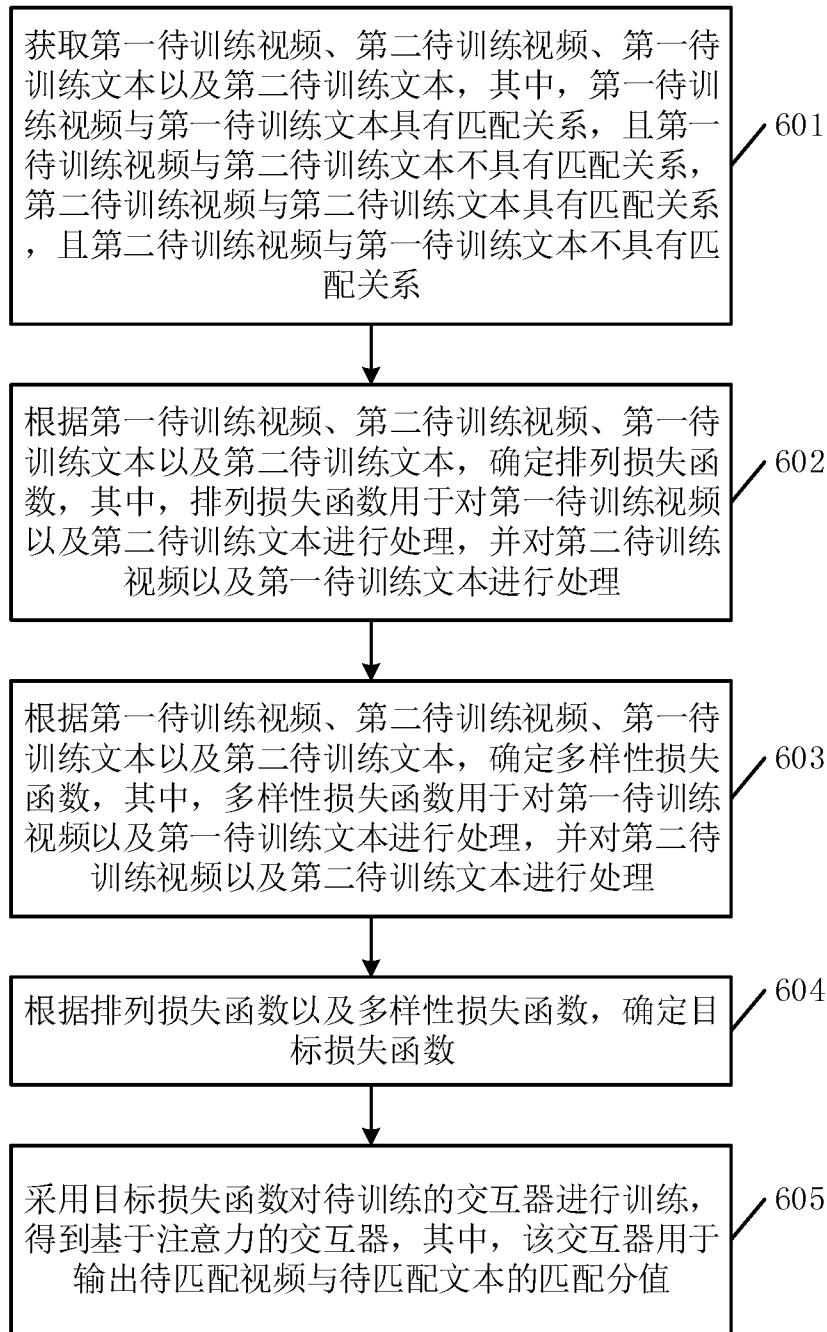 获取第一待训练视频、第二待训练视频、第一待
训练文本以及第二待训练文本，其中，第一待训
练视频与第一待训练文本具有匹配关系，且第一
待训练视频与第二待训练文本不具有匹配关系，
第二待训练视频与第二待训练文本具有匹配关系
，且第二待训练视频与第一待训练文本不具有匹
配关系
601
根据第一待训练视频、第二待训练视频、第一待
训练文本以及第二待训练文本，确定排列损失函
数，其中，排列损失函数用于对第一待训练视频
以及第二待训练文本进行处理，并对第二待训练
视频以及第一待训练文本进行处理
602
根据第一待训练视频、第二待训练视频、第一待
训练文本以及第二待训练文本，确定多样性损失
函数，其中，多样性损失函数用于对第一待训练
视频以及第一待训练文本进行处理，并对第二待
训练视频以及第二待训练文本进行处理
603
根据排列损失函数以及多样性损失函数，确定目
标损失函数
604
采用目标损失函数对待训练的交互器进行训练，
得到基于注意力的交互器，其中，该交互器用于
输出待匹配视频与待匹配文本的匹配分值
605